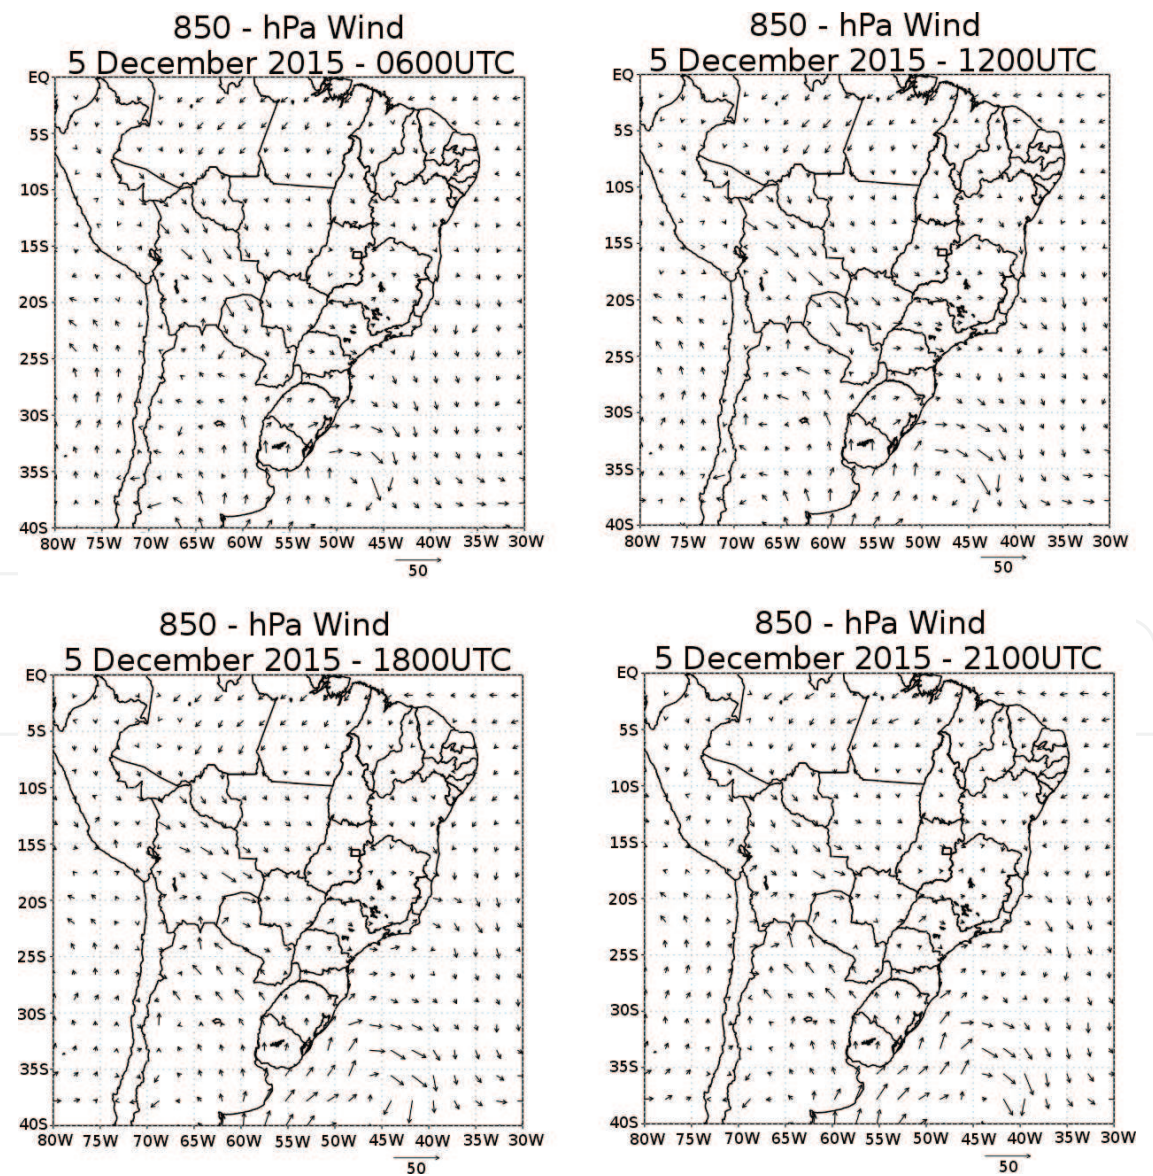 850 - hPa Wind
5 December 2015 - 0600UTC
EQ
5S
10S
15S
20S
25S
30S
35S
40S
80W 75W 70W 65W 60W 55W 50W 45W 40W 35W 30W
50
850 - hPa Wind
5 December 2015 - 1200UTC
EQ
5S
10S
15S
20S
25S
30S
35S
40S
80W 75W 70W 65W 60W 55W 50W 45W 40W 35W 30W
50
850 - hPa Wind
5 December 2015 - 1800UTC
EQ
5S
10S
15S
20S
25S
30S
35S
40S
80W 75W 70W 65W 60W 55W 50W 45W 40W 35W 30W
50
850 - hPa Wind
5 December 2015 - 2100UTC
EQ
5S
10S
15S
20S
25S
30S
35S
40S
80W 75W 70W 65W 60W 55W 50W 45W 40W 35W 30W
50